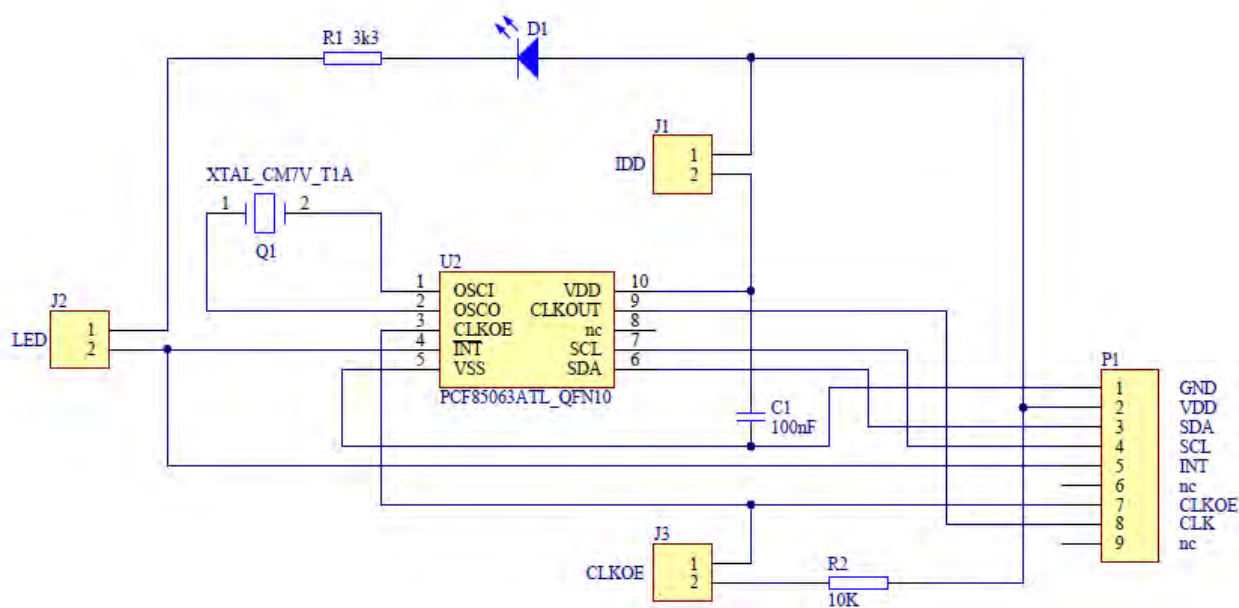 R1 3k3
D1
J1
1
2
IDD
XTAL_CM7V_T1A
1
2
Q1
U2
1 OSCI VDD 10
2 OSCO CLKOUT 9
3 CLKOE nc 8
4 INT SCL 7
5 VSS SDA 6
PCF85063ATL_QFN10
J2
1
2
LED
C1
100nF
P1
1 GND
2 VDD
3 SDA
4 SCL
5 INT
6 nc
7 CLKOE
8 CLK
9 nc
J3
1
2
CLKOE
R2
10K